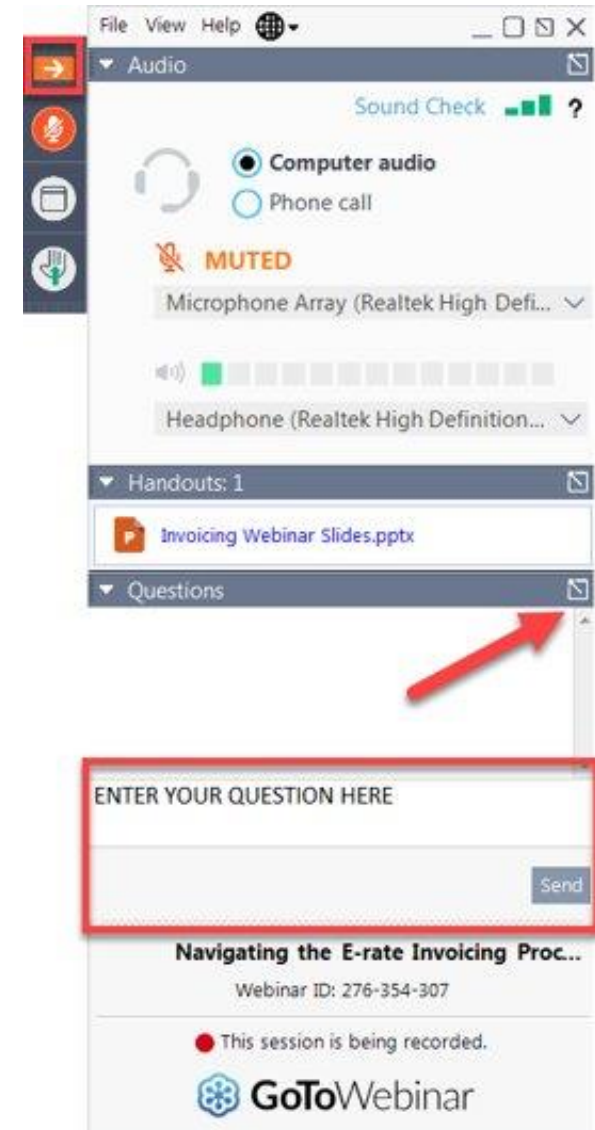 File View Help
Audio
Sound Check ?
Computer audio
Phone call
MUTED
Microphone Array (Realtek High Defi...
Headphone (Realtek High Definition...
Handouts: 1
P Invoicing Webinar Slides.pptx
Questions
ENTER YOUR QUESTION HERE
Send
Navigating the E-rate Invoicing Proc...
Webinar ID: 276-354-307
This session is being recorded.
GoToWebinar